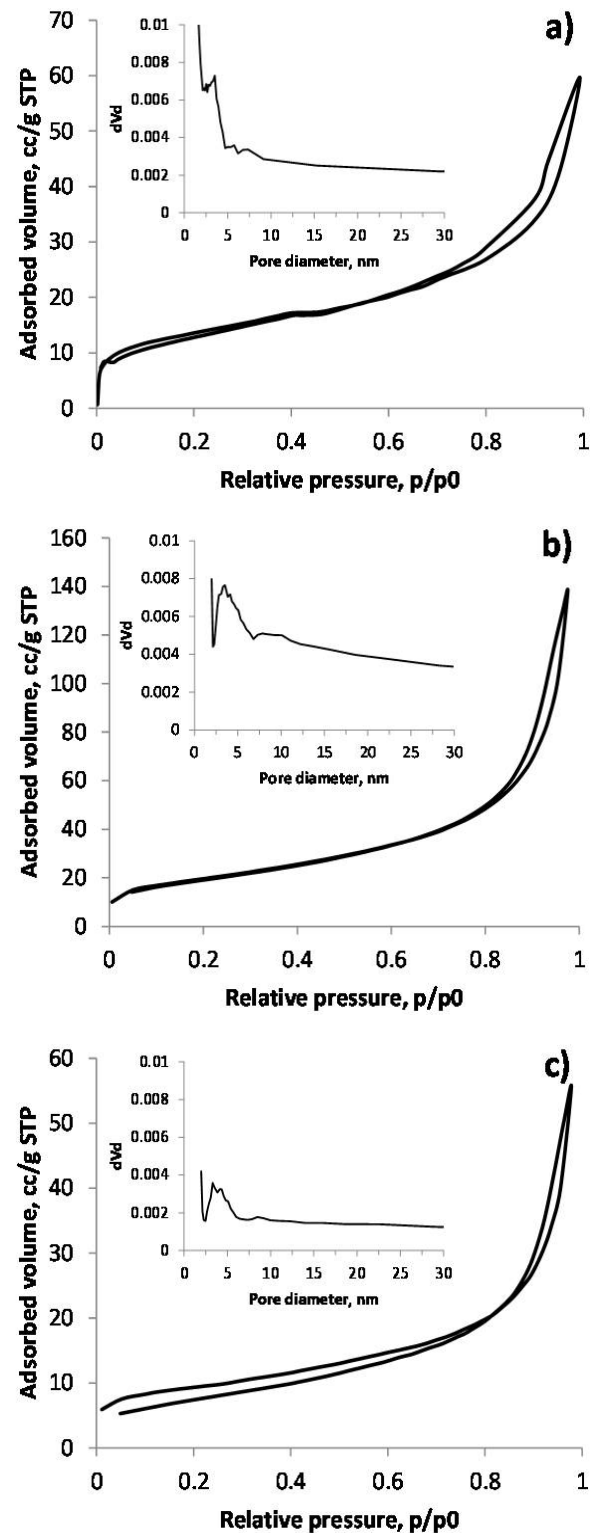 a)
Adsorbed volume, cc/g STP
70
60
50
40
30
20
10
0
0 0.2 0.4 0.6 0.8 1
Relative pressure, p/p0
dVd
0.01
0.008
0.006
0.004
0.002
0
0 5 10 15 20 25 30
Pore diameter, nm
b)
Adsorbed volume, cc/g STP
160
140
120
100
80
60
40
20
0
0 0.2 0.4 0.6 0.8 1
Relative pressure, p/p0
dVd
0.01
0.008
0.006
0.004
0.002
0
0 5 10 15 20 25 30
Pore diameter, nm
c)
Adsorbed volume, cc/g STP
60
50
40
30
20
10
0
0 0.2 0.4 0.6 0.8 1
Relative pressure, p/p0
dVd
0.01
0.008
0.006
0.004
0.002
0
0 5 10 15 20 25 30
Pore diameter, nm